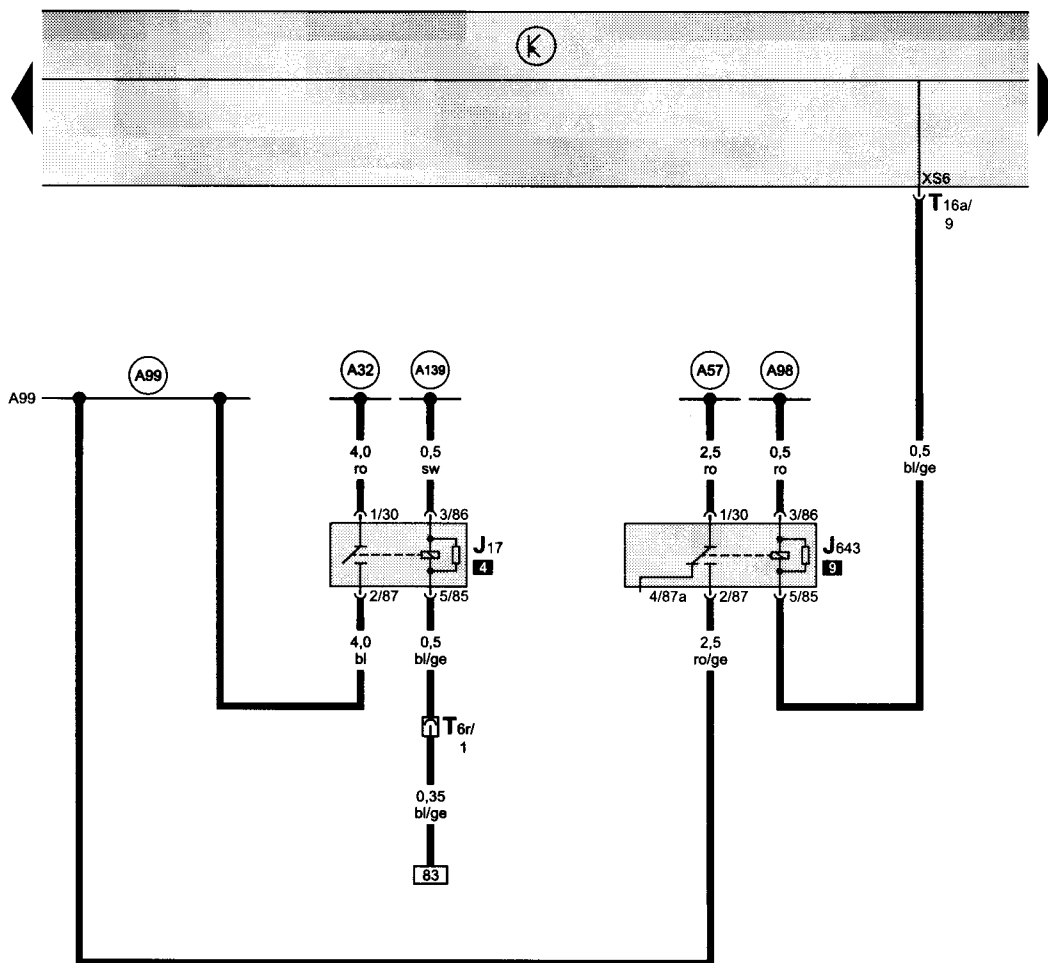 K
XS6
T16a/
9
A99
A99
A32
A139
A57
A98
4,0
ro
0,5
sw
2,5
ro
0,5
ro
0,5
bl/ge
1/30
3/86
J17
4
2/87
5/85
1/30
3/86
J643
9
4/87a
2/87
5/85
4,0
bl
0,5
bl/ge
2,5
ro/ge
T6r/
1
0,35
bl/ge
83